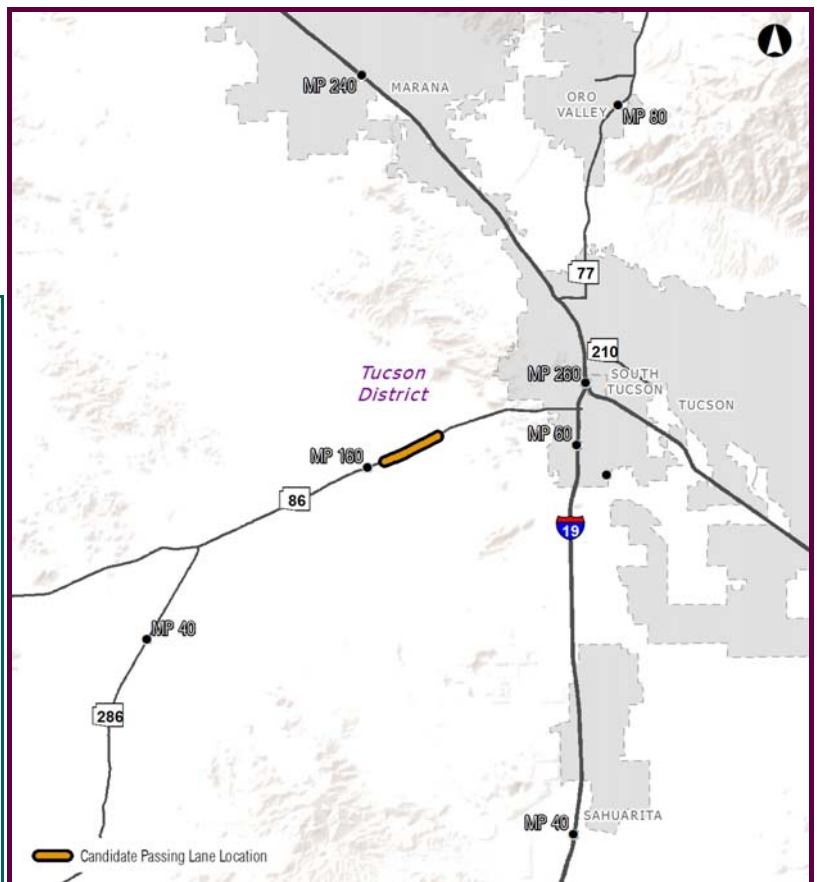 MP 240
MARANA
ORO
VALLEY
MP 80
77
210
MP 260
SOUTH
TUCSON
TUCSON
Tucson
District
MP 60
MP 160
86
19
MP 40
286
MP 40
SAHUARITA
Candidate Passing Lane Location